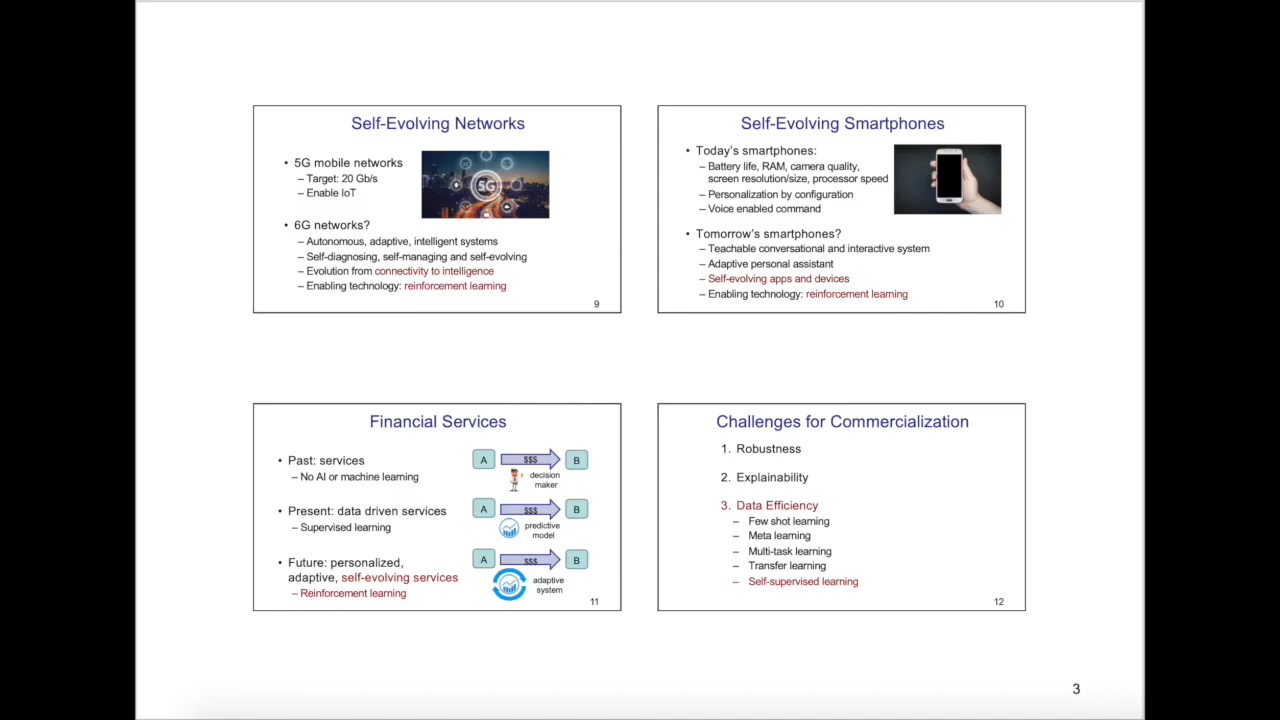 Self-Evolving Networks
• 5G mobile networks
– Target: 20 Gb/s
– Enable IoT
5G
• 6G networks?
– Autonomous, adaptive, intelligent systems
– Self-diagnosing, self-managing and self-evolving
– Evolution from connectivity to intelligence
– Enabling technology: reinforcement learning
9
Self-Evolving Smartphones
• Today's smartphones:
– Battery life, RAM, camera quality,
screen resolution/size, processor speed
– Personalization by configuration
– Voice enabled command
• Tomorrow's smartphones?
– Teachable conversational and interactive system
– Adaptive personal assistant
– Self-evolving apps and devices
– Enabling technology: reinforcement learning
10
Financial Services
• Past: services
– No AI or machine learning
A $$$ B
decision
maker
• Present: data driven services
– Supervised learning
A $$$ B
predictive
model
• Future: personalized,
adaptive, self-evolving services
– Reinforcement learning
A $$$ B
adaptive
system
11
Challenges for Commercialization
1. Robustness
2. Explainability
3. Data Efficiency
– Few shot learning
– Meta learning
– Multi-task learning
– Transfer learning
– Self-supervised learning
12
3